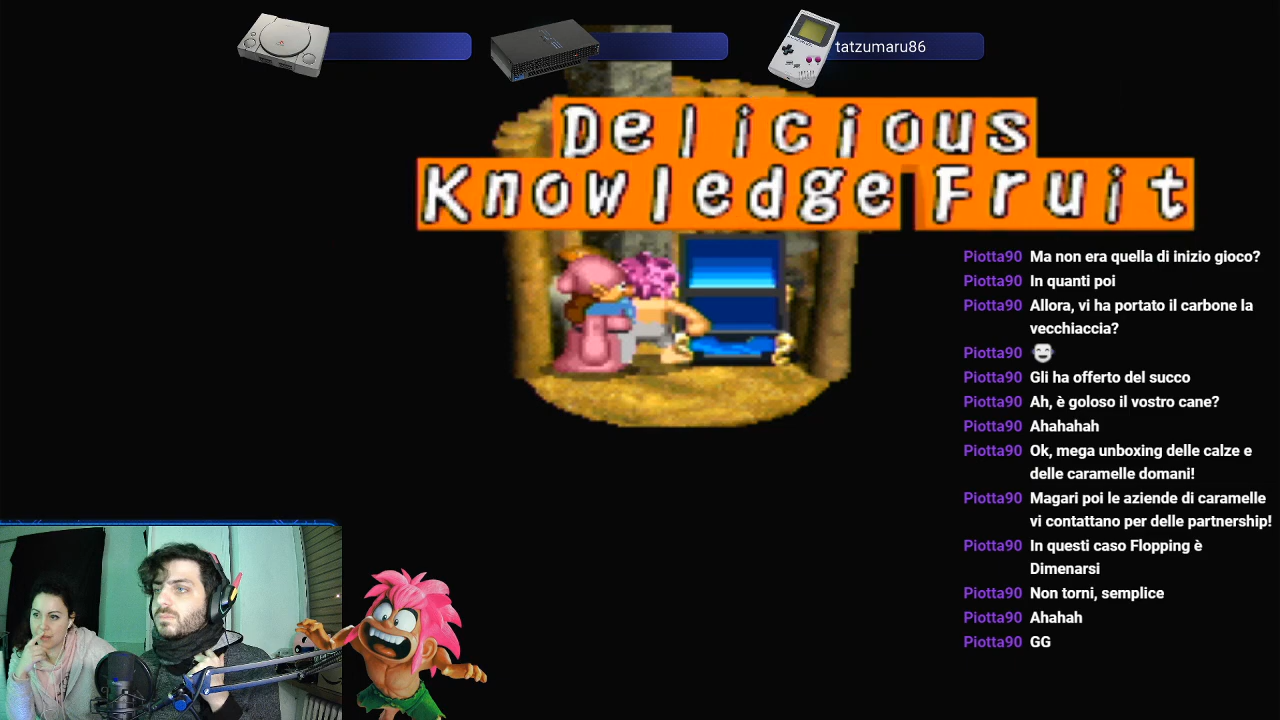 tatzumaru86
Delicious
Knowledge Fruit
Piotta90 Ma non era quella di inizio gioco?
Piotta90 In quanti poi
Piotta90 Allora, vi ha portato il carbone la
vecchiaccia?
Piotta90
Piotta90 Gli ha offerto del succo
Piotta90 Ah, è goloso il vostro cane?
Piotta90 Ahahahah
Piotta90 Ok, mega unboxing delle calze e
delle caramelle domani!
Piotta90 Magari poi le aziende di caramelle
vi contattano per delle partnership!
Piotta90 In questi caso Flopping è
Dimenarsi
Piotta90 Non torni, semplice
Piotta90 Ahahah
Piotta90 GG